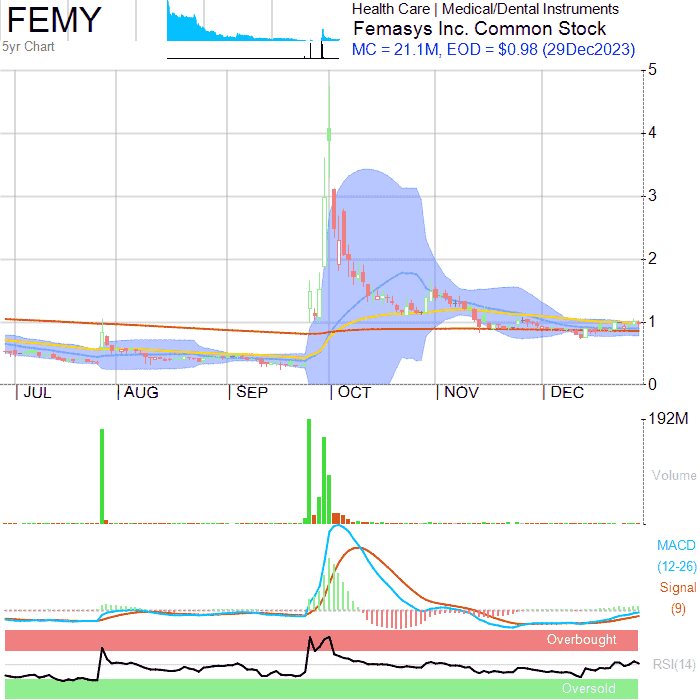 FEMY
5yr Chart
Health Care | Medical/Dental Instruments
Femasys Inc. Common Stock
MC = 21.1M, EOD = $0.98 (29Dec2023)
5
4
3
2
1
0
JUL
AUG
SEP
OCT
NOV
DEC
192M
Volume
MACD
(12-26)
Signal
(9)
Overbought
RSI(14)
Oversold